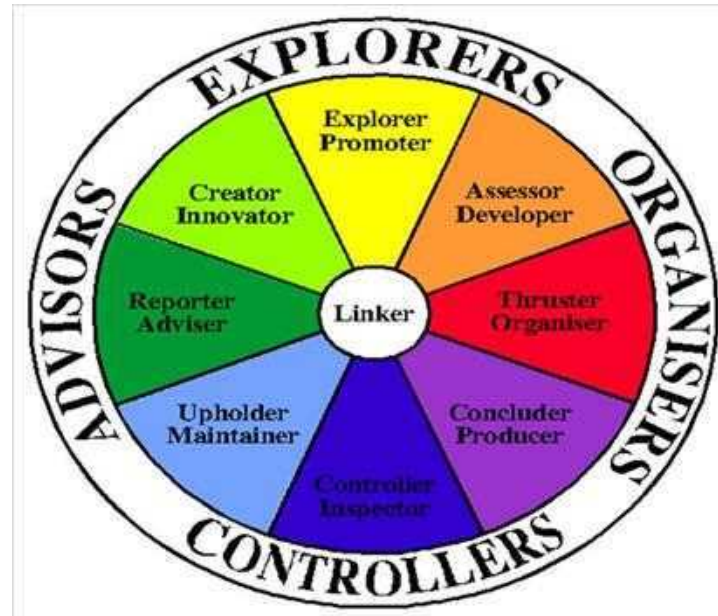 EXPLORERS
Explorer
Promoter
Creator
Innovator
Assessor
Developer
ADVISORS
ORGANISERS
Reporter
Adviser
Linker
Thruster
Organiser
Upholder
Maintainer
Concluder
Producer
Controller
Inspector
CONTROLLERS